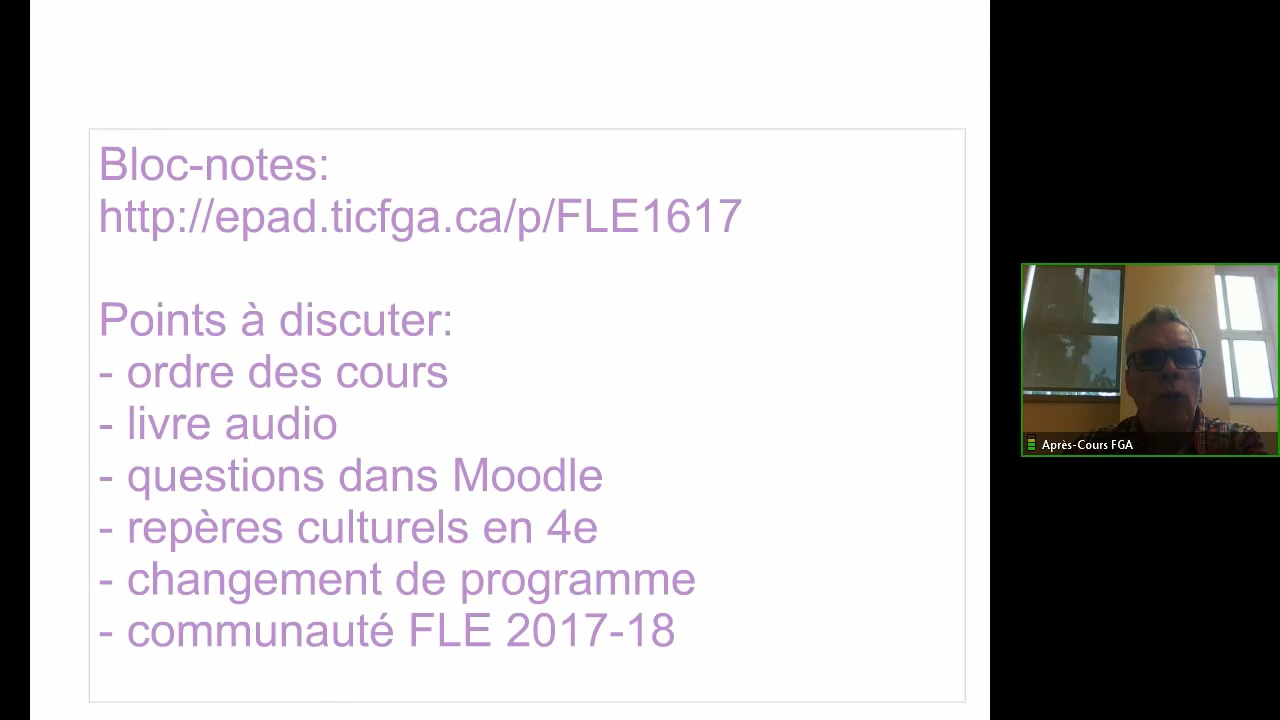 Bloc-notes:
http://epad.ticfga.ca/p/FLE1617
Points à discuter:
- ordre des cours
- livre audio
- questions dans Moodle
- repères culturels en 4e
- changement de programme
- communauté FLE 2017-18
Après-Cours FGA